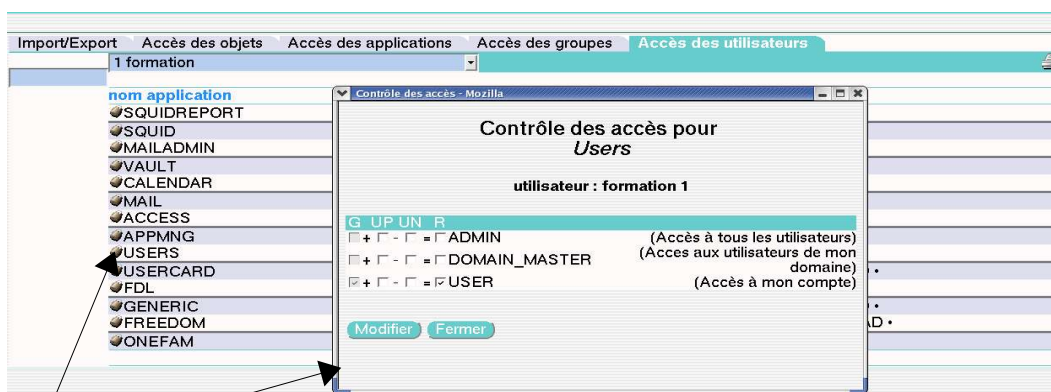 Import/Export Accès des objets Accès des applications Accès des groupes Accès des utilisateurs
1 formation
nom application
SQUIDREPORT
SQUID
MAILADMIN
VAULT
CALENDAR
MAIL
ACCESS
APPMNG
USERS
USERCARD
FDL
GENERIC
FREEDOM
ONEFAM
Contrôle des accès - Mozilla
Contrôle des accès pour
Users
utilisateur : formation 1
G UP UN R
+ - = ADMIN (Accès à tous les utilisateurs)
+ - = DOMAIN_MASTER (Acces aux utilisateurs de mon
domaine)
+ - = USER (Accès à mon compte)
Modifier Fermer